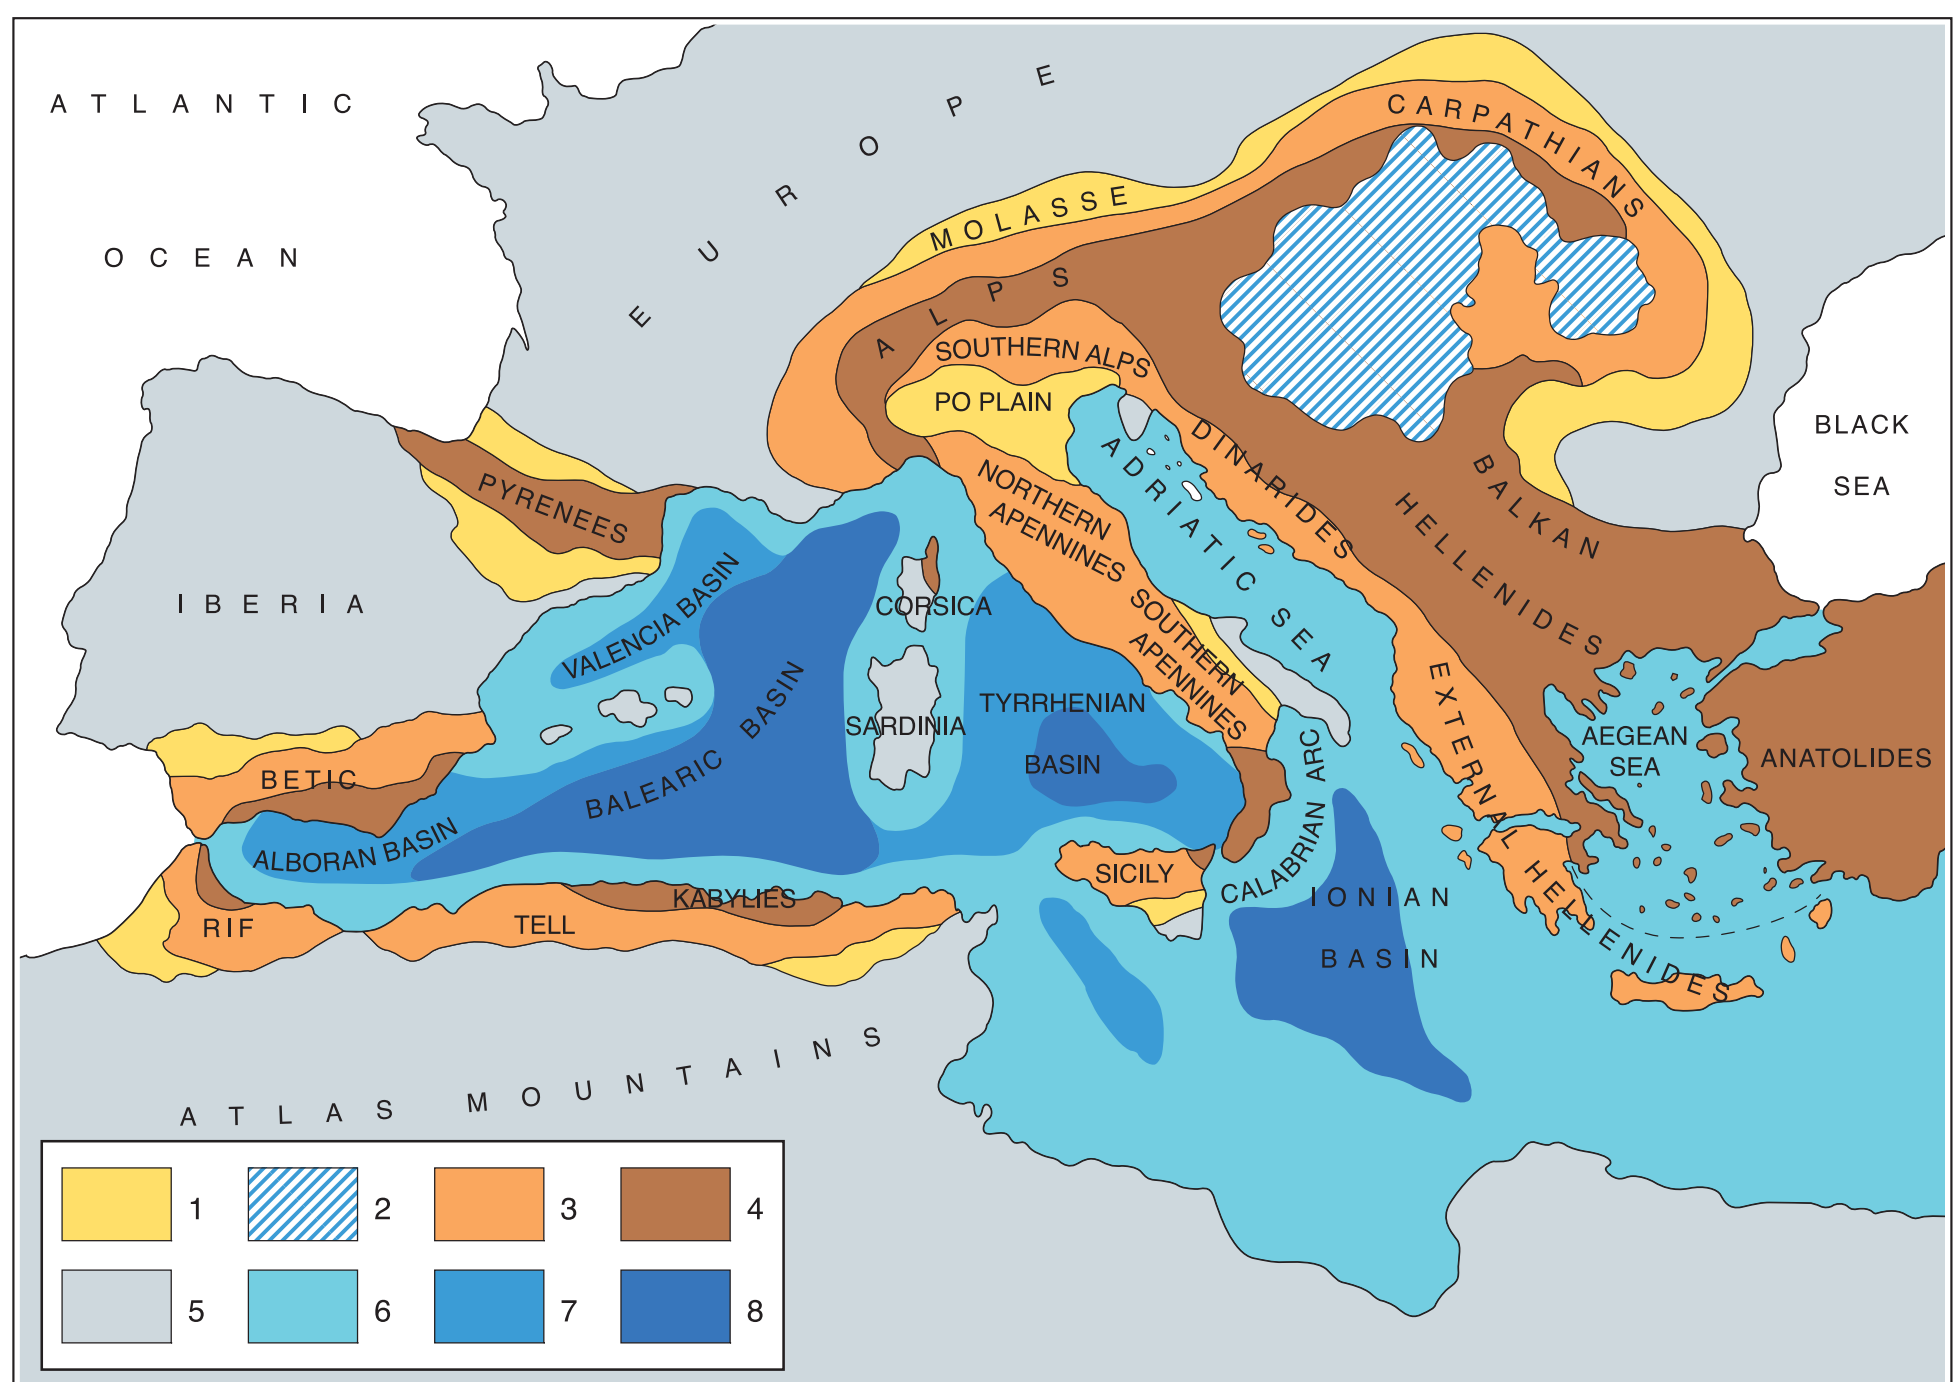 ATLANTIC
OCEAN
EUROPE
CARPATHIANS
MOLASSE
ALPS
SOUTHERN ALPS
PO PLAIN
BLACK
SEA
ADRIATIC SEA
DINARIDES
BALKAN
HELLENIDES
PYRENEES
NORTHERN
APENNINES
IBERIA
VALENCIA BASIN
CORSICA
SOUTHERN
APENNINES
EXTERNAL HELLENIDES
BALEARIC BASIN
SARDINIA
TYRRHENIAN
BASIN
AEGEAN
SEA
ANATOLIDES
BETIC
ALBORAN BASIN
CALABRIAN ARC
SICILY
KABYLIES
IONIAN
BASIN
RIF
TELL
ATLAS MOUNTAINS
1 2 3 4
5 6 7 8